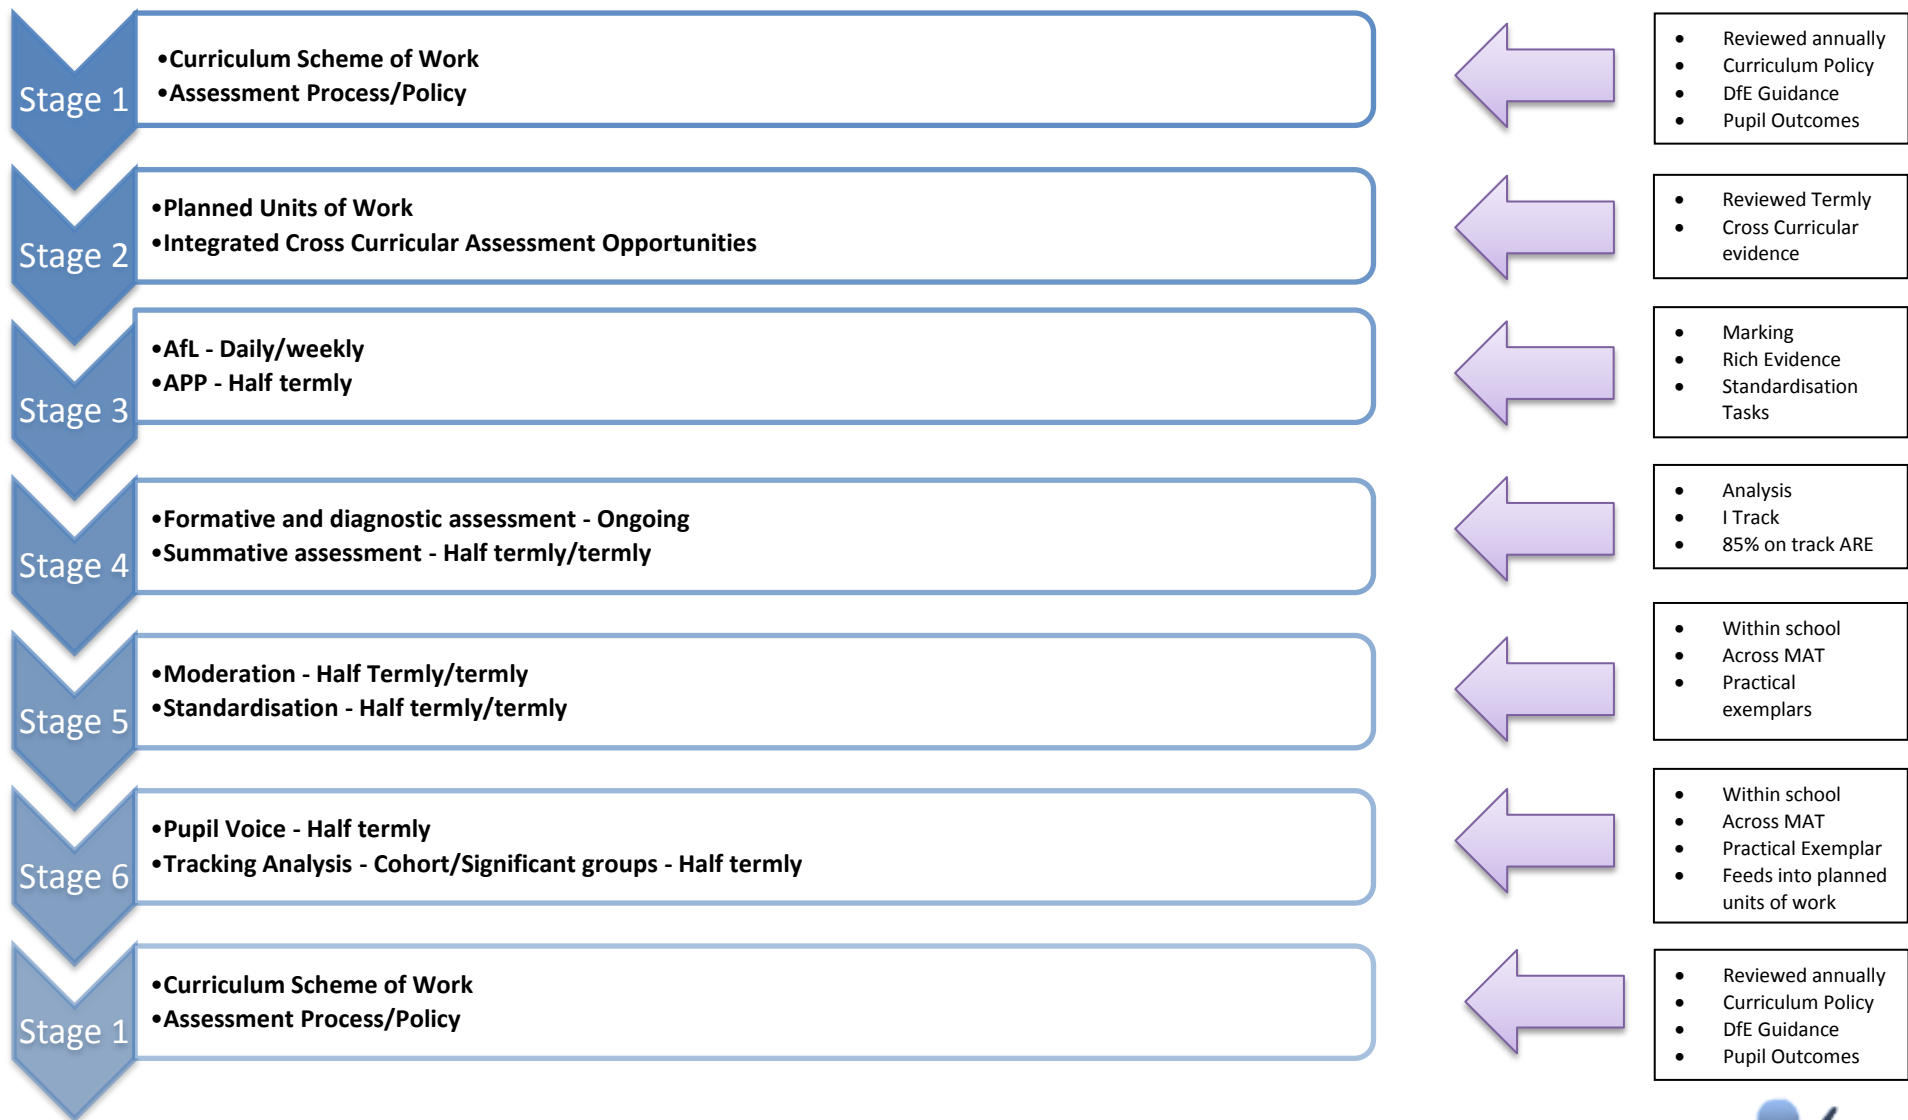 Stage 1
•Curriculum Scheme of Work
•Assessment Process/Policy
• Reviewed annually
• Curriculum Policy
• DfE Guidance
• Pupil Outcomes
Stage 2
•Planned Units of Work
•Integrated Cross Curricular Assessment Opportunities
• Reviewed Termly
• Cross Curricular
evidence
Stage 3
•AfL - Daily/weekly
•APP - Half termly
• Marking
• Rich Evidence
• Standardisation
Tasks
Stage 4
•Formative and diagnostic assessment - Ongoing
•Summative assessment - Half termly/termly
• Analysis
• I Track
• 85% on track ARE
Stage 5
•Moderation - Half Termly/termly
•Standardisation - Half termly/termly
• Within school
• Across MAT
• Practical
exemplars
Stage 6
•Pupil Voice - Half termly
•Tracking Analysis - Cohort/Significant groups - Half termly
• Within school
• Across MAT
• Practical Exemplar
• Feeds into planned
units of work
Stage 1
•Curriculum Scheme of Work
•Assessment Process/Policy
• Reviewed annually
• Curriculum Policy
• DfE Guidance
• Pupil Outcomes